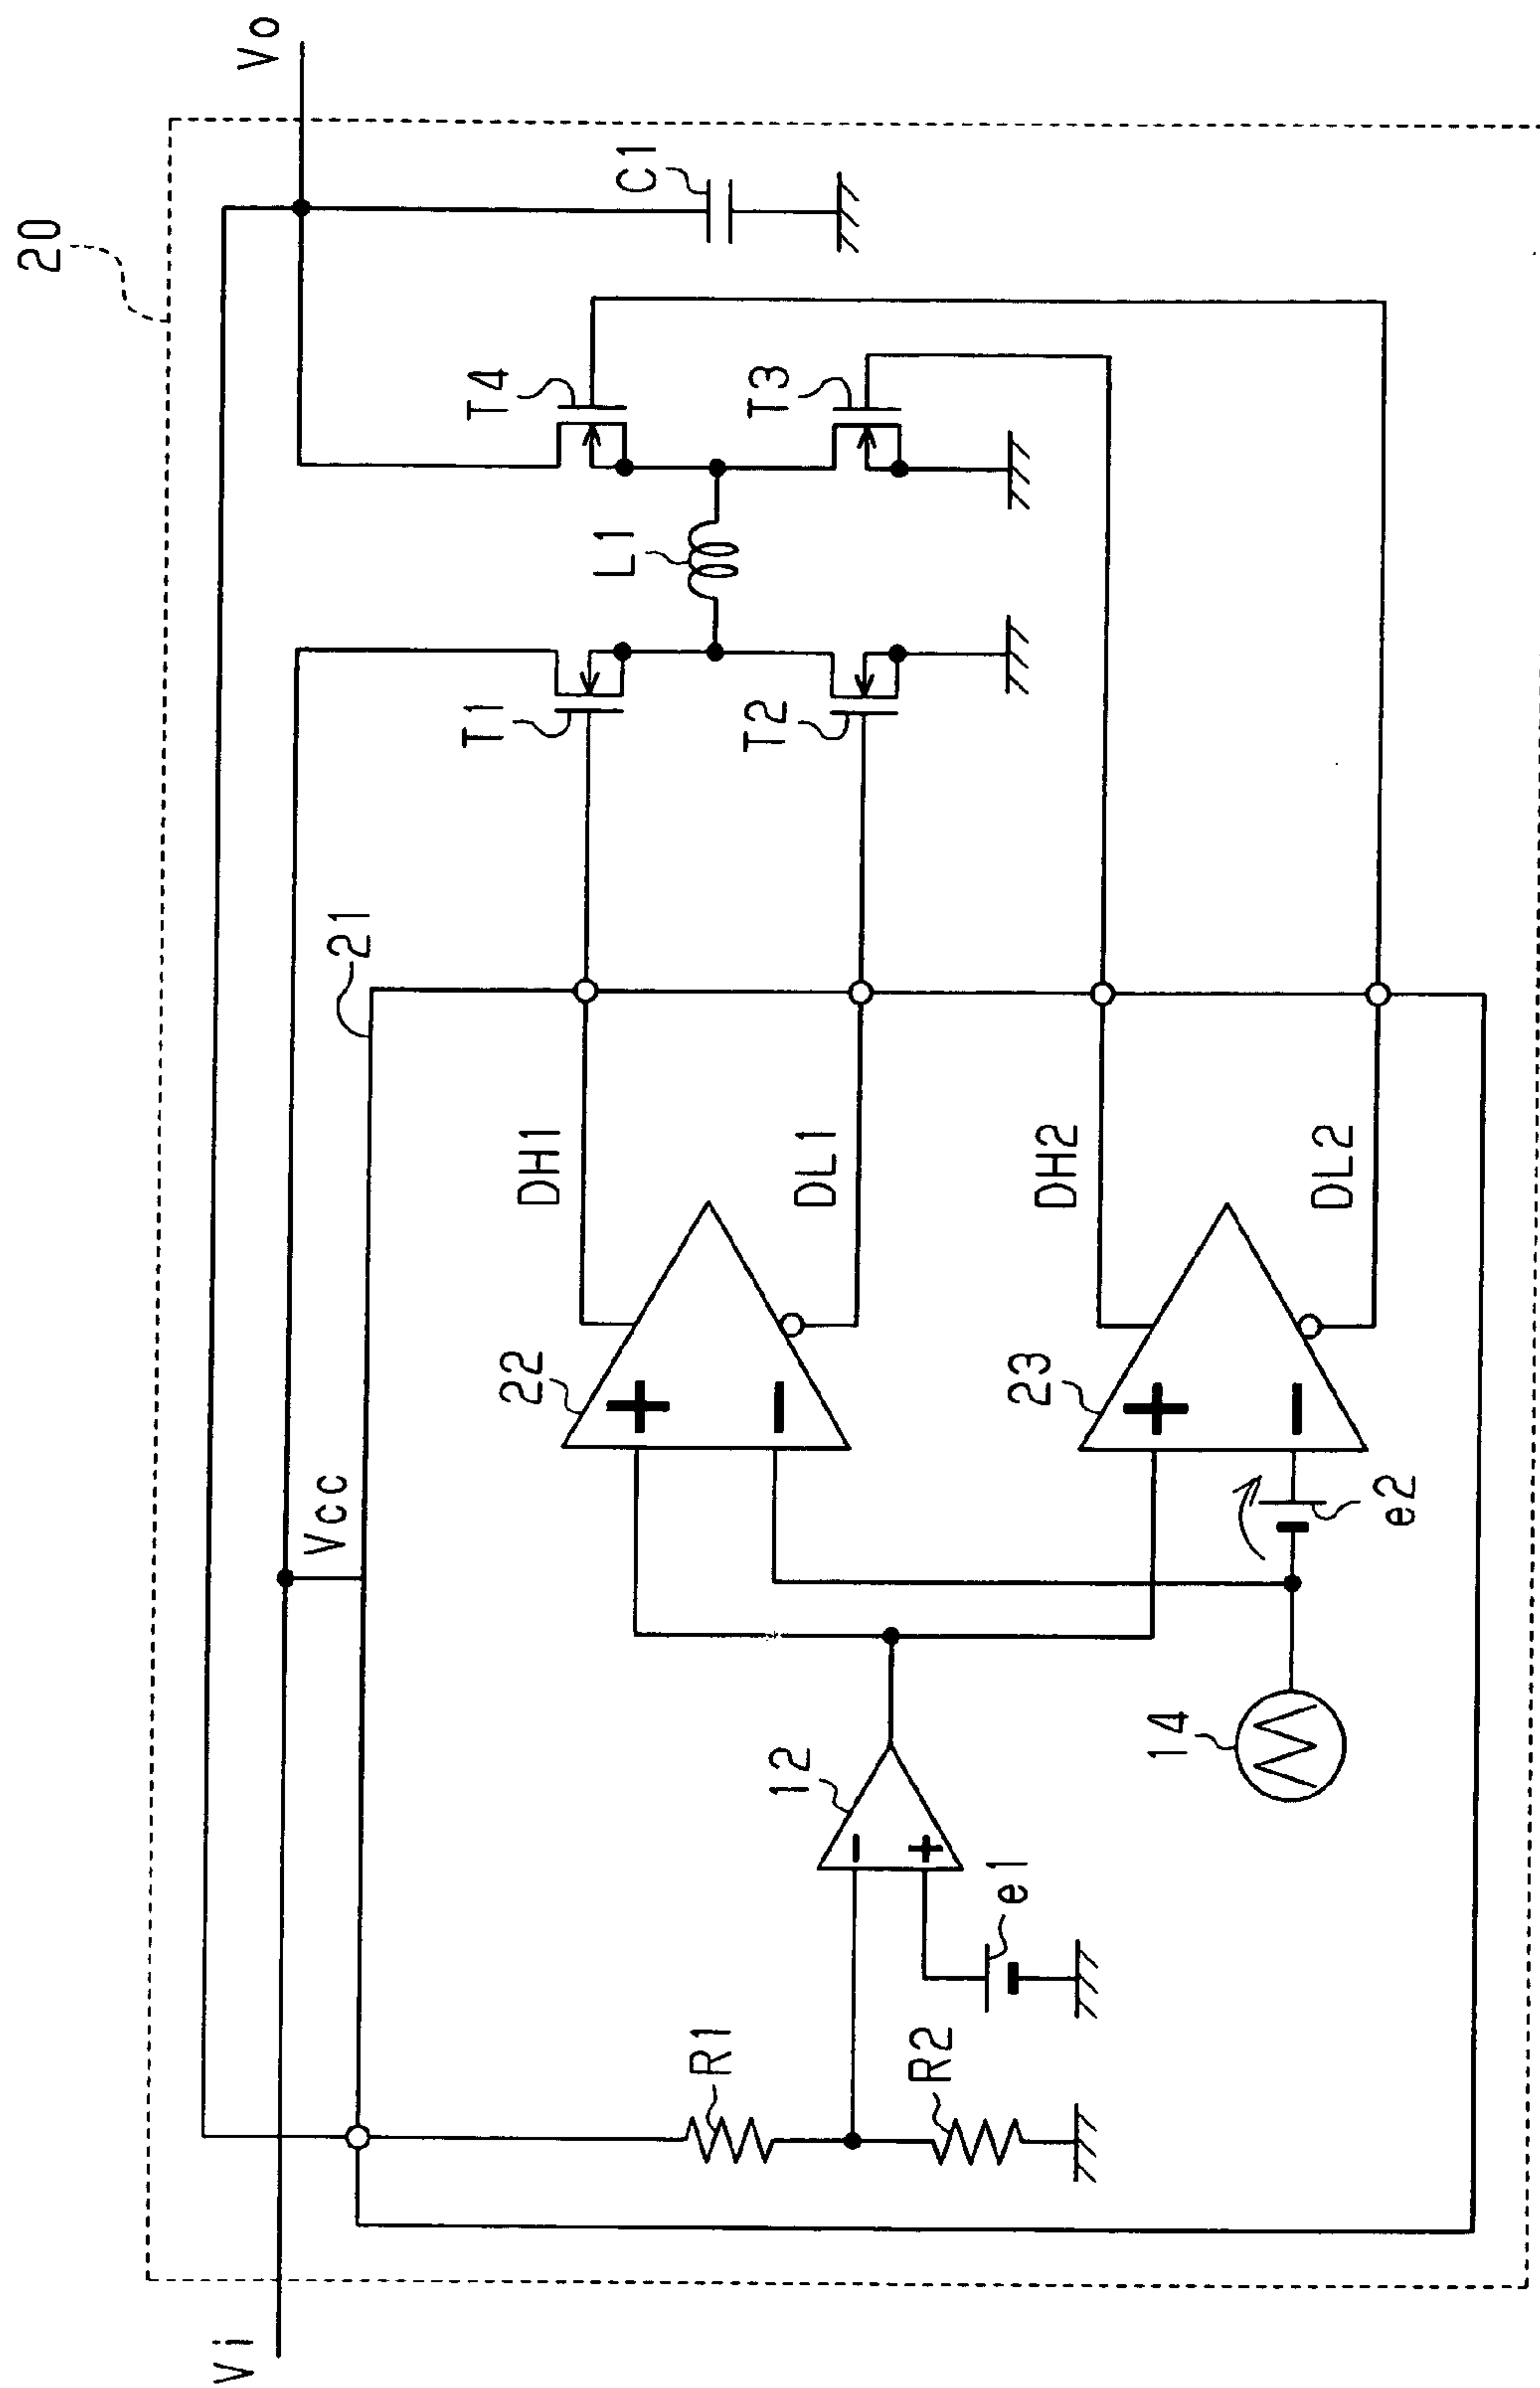 20
Vo
Vi
Vcc
21
C1
T4
T3
L1
T1
T2
DH1
DL1
DH2
DL2
22
+
−
23
+
−
e2
12
−
+
e1
14
R1
R2